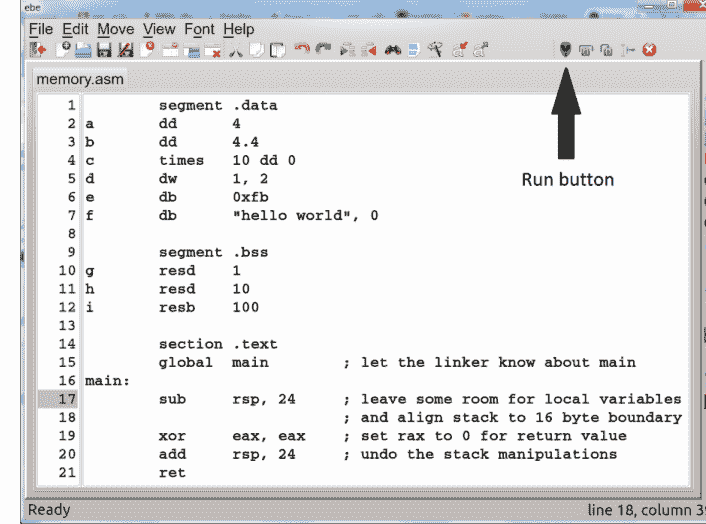 ebe
File Edit Move View Font Help
memory.asm
Run button
1 segment .data
2 a dd 4
3 b dd 4.4
4 c times 10 dd 0
5 d dw 1, 2
6 e db 0xfb
7 f db "hello world", 0
8
9 segment .bss
10 g resd 1
11 h resd 10
12 i resb 100
13
14 section .text
15 global main ; let the linker know about main
16 main:
17 sub rsp, 24 ; leave some room for local variables
18 ; and align stack to 16 byte boundary
19 xor eax, eax ; set rax to 0 for return value
20 add rsp, 24 ; undo the stack manipulations
21 ret
Ready
line 18, column